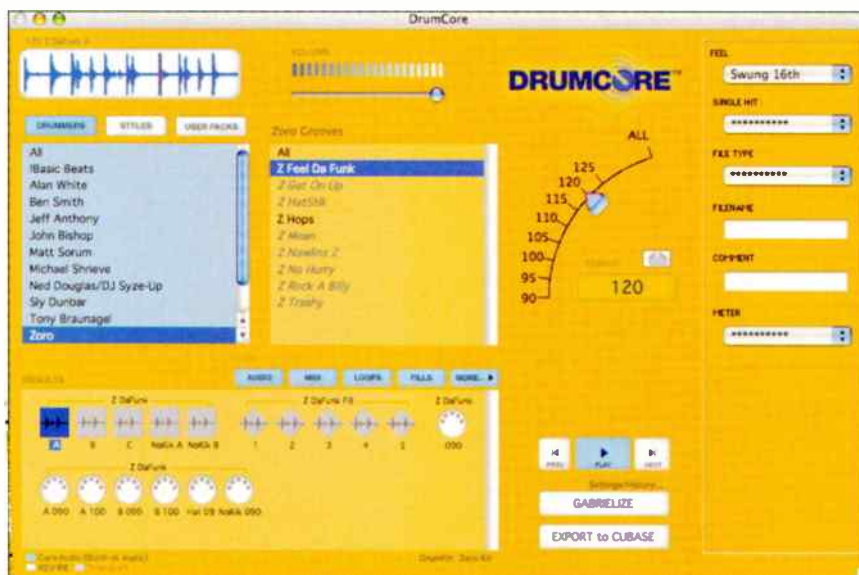 DrumCore
VOLUME
DRUMCORE™
DRUMMERS STYLES USER PACKS
Zoro Grooves
All
!Basic Beats
Alan White
Ben Smith
Jeff Anthony
John Bishop
Matt Sorum
Michael Shrieve
Ned Douglas/DJ Syze-Up
Sly Dunbar
Tony Braunagel
Zoro
All
Z Feel Da Funk
Z Get On Up
Z HatStik
Z Hops
Z Moan
Z Nawlins Z
Z No Hurry
Z Rock A Billy
Z Trashy
ALL
125
120
115
110
105
100
95
90
120
FEEL
Swung 16th
SINGLE HIT
**********
FILE TYPE
**********
FILENAME
COMMENT
METER
**********
RESULTS
AUDIO MIDI LOOPS FILLS MORE...
Z DaFunk Z DaFunk Fill Z DaFunk
A B C NoKik A NoKik B 1 2 3 4 5 090
Z DaFunk
A 090 A 100 B 090 B 100 Hat 09 NoKik 090
PREV PLAY NEXT
Settings/History...
GABRIELIZE
EXPORT to CUBASE